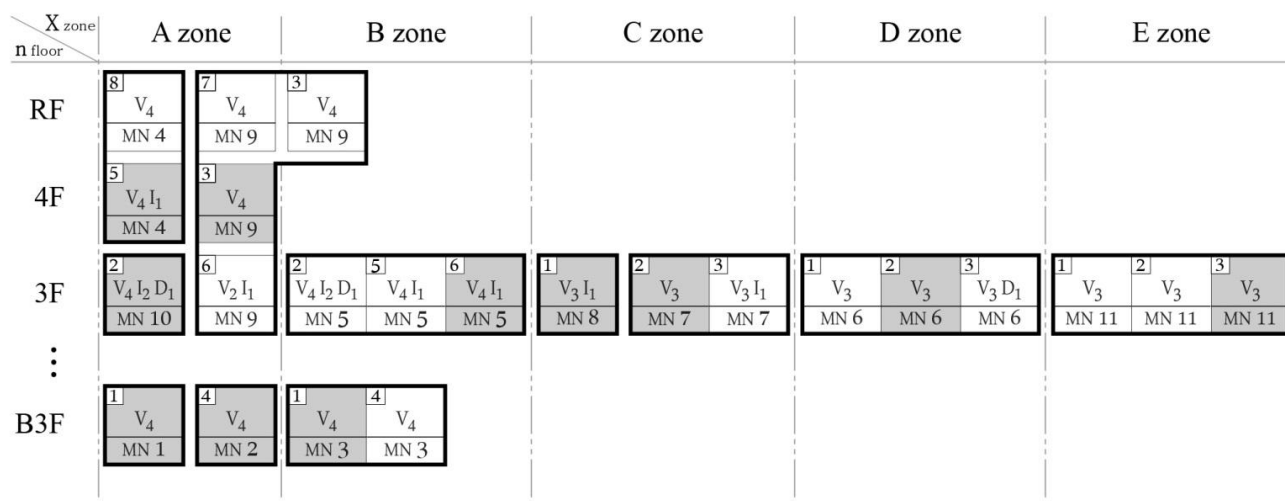 X zone A zone B zone C zone D zone E zone
n floor
8 7 3
RF V₄ V₄ V₄
MN 4 MN 9 MN 9
5 3
4F V₄ I₁ V₄
MN 4 MN 9
2 6 2 5 6 1 2 3 1 2 3 1 2 3
3F V₄ I₂ D₁ V₂ I₁ V₄ I₂ D₁ V₄ I₁ V₄ I₁ V₃ I₁ V₃ V₃ I₁ V₃ V₃ V₃ D₁ V₃ V₃ V₃
MN 10 MN 9 MN 5 MN 5 MN 5 MN 8 MN 7 MN 7 MN 6 MN 6 MN 6 MN 11 MN 11 MN 11
⋮
1 4 1 4
B3F V₄ V₄ V₄ V₄
MN 1 MN 2 MN 3 MN 3